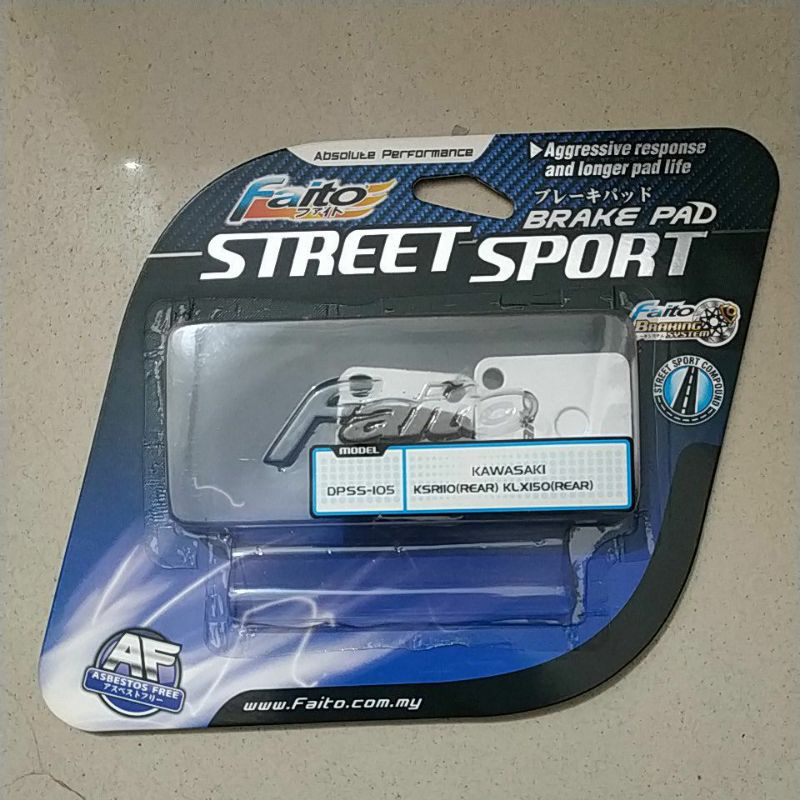 Absolute Performance
Aggressive response
and longer pad life
Faito
ファイト
ブレーキパッド
BRAKE PAD
STREET SPORT
Faito
BRAKING
SYSTEM
STREET SPORT COMPOUND
Faito
MODEL
DPSS-105
KAWASAKI
KSR110(REAR) KLX150(REAR)
AF
ASBESTOS FREE
アスベストフリー
www.Faito.com.my